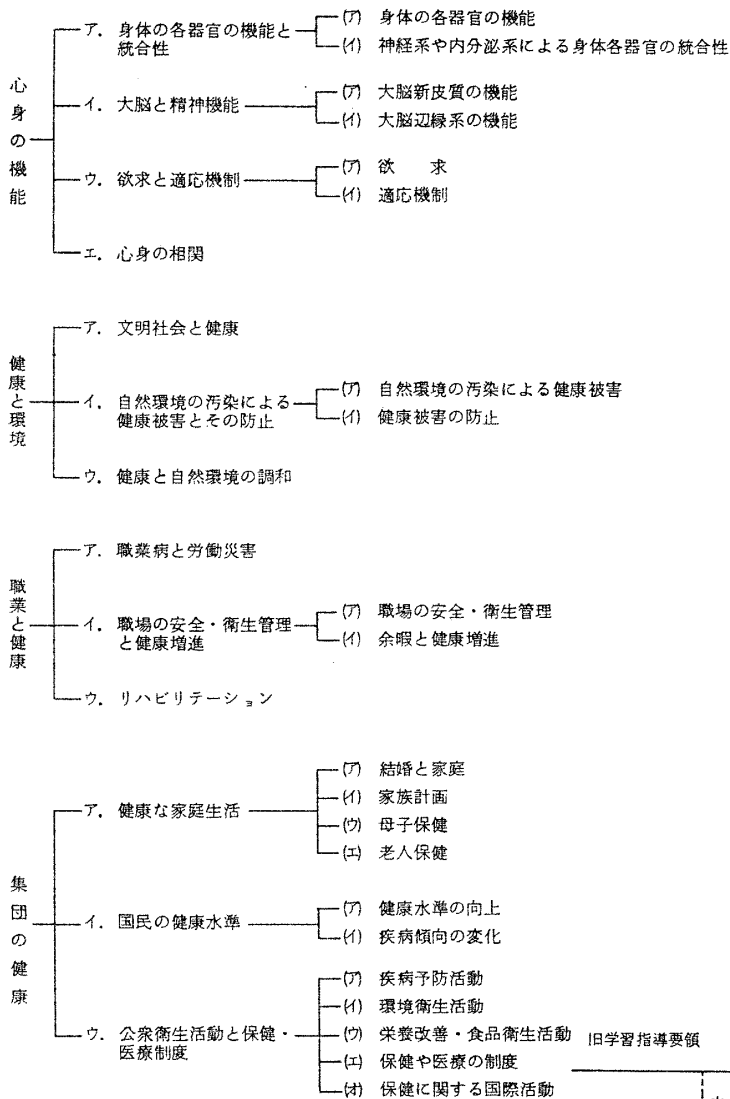 心身の機能
ア. 身体の各器官の機能と
統合性
(ア) 身体の各器官の機能
(イ) 神経系や内分泌系による身体各器官の統合性
イ. 大脳と精神機能
(ア) 大脳新皮質の機能
(イ) 大脳辺縁系の機能
ウ. 欲求と適応機制
(ア) 欲 求
(イ) 適応機制
エ. 心身の相関
健康と環境
ア. 文明社会と健康
イ. 自然環境の汚染による
健康被害とその防止
(ア) 自然環境の汚染による健康被害
(イ) 健康被害の防止
ウ. 健康と自然環境の調和
職業と健康
ア. 職業病と労働災害
イ. 職場の安全・衛生管理
と健康増進
(ア) 職場の安全・衛生管理
(イ) 余暇と健康増進
ウ. リハビリテーション
集団の健康
ア. 健康な家庭生活
(ア) 結婚と家庭
(イ) 家族計画
(ウ) 母子保健
(エ) 老人保健
イ. 国民の健康水準
(ア) 健康水準の向上
(イ) 疾病傾向の変化
ウ. 公衆衛生活動と保健・
医療制度
(ア) 疾病予防活動
(イ) 環境衛生活動
(ウ) 栄養改善・食品衛生活動
(エ) 保健や医療の制度
(オ) 保健に関する国際活動
旧学習指導要領